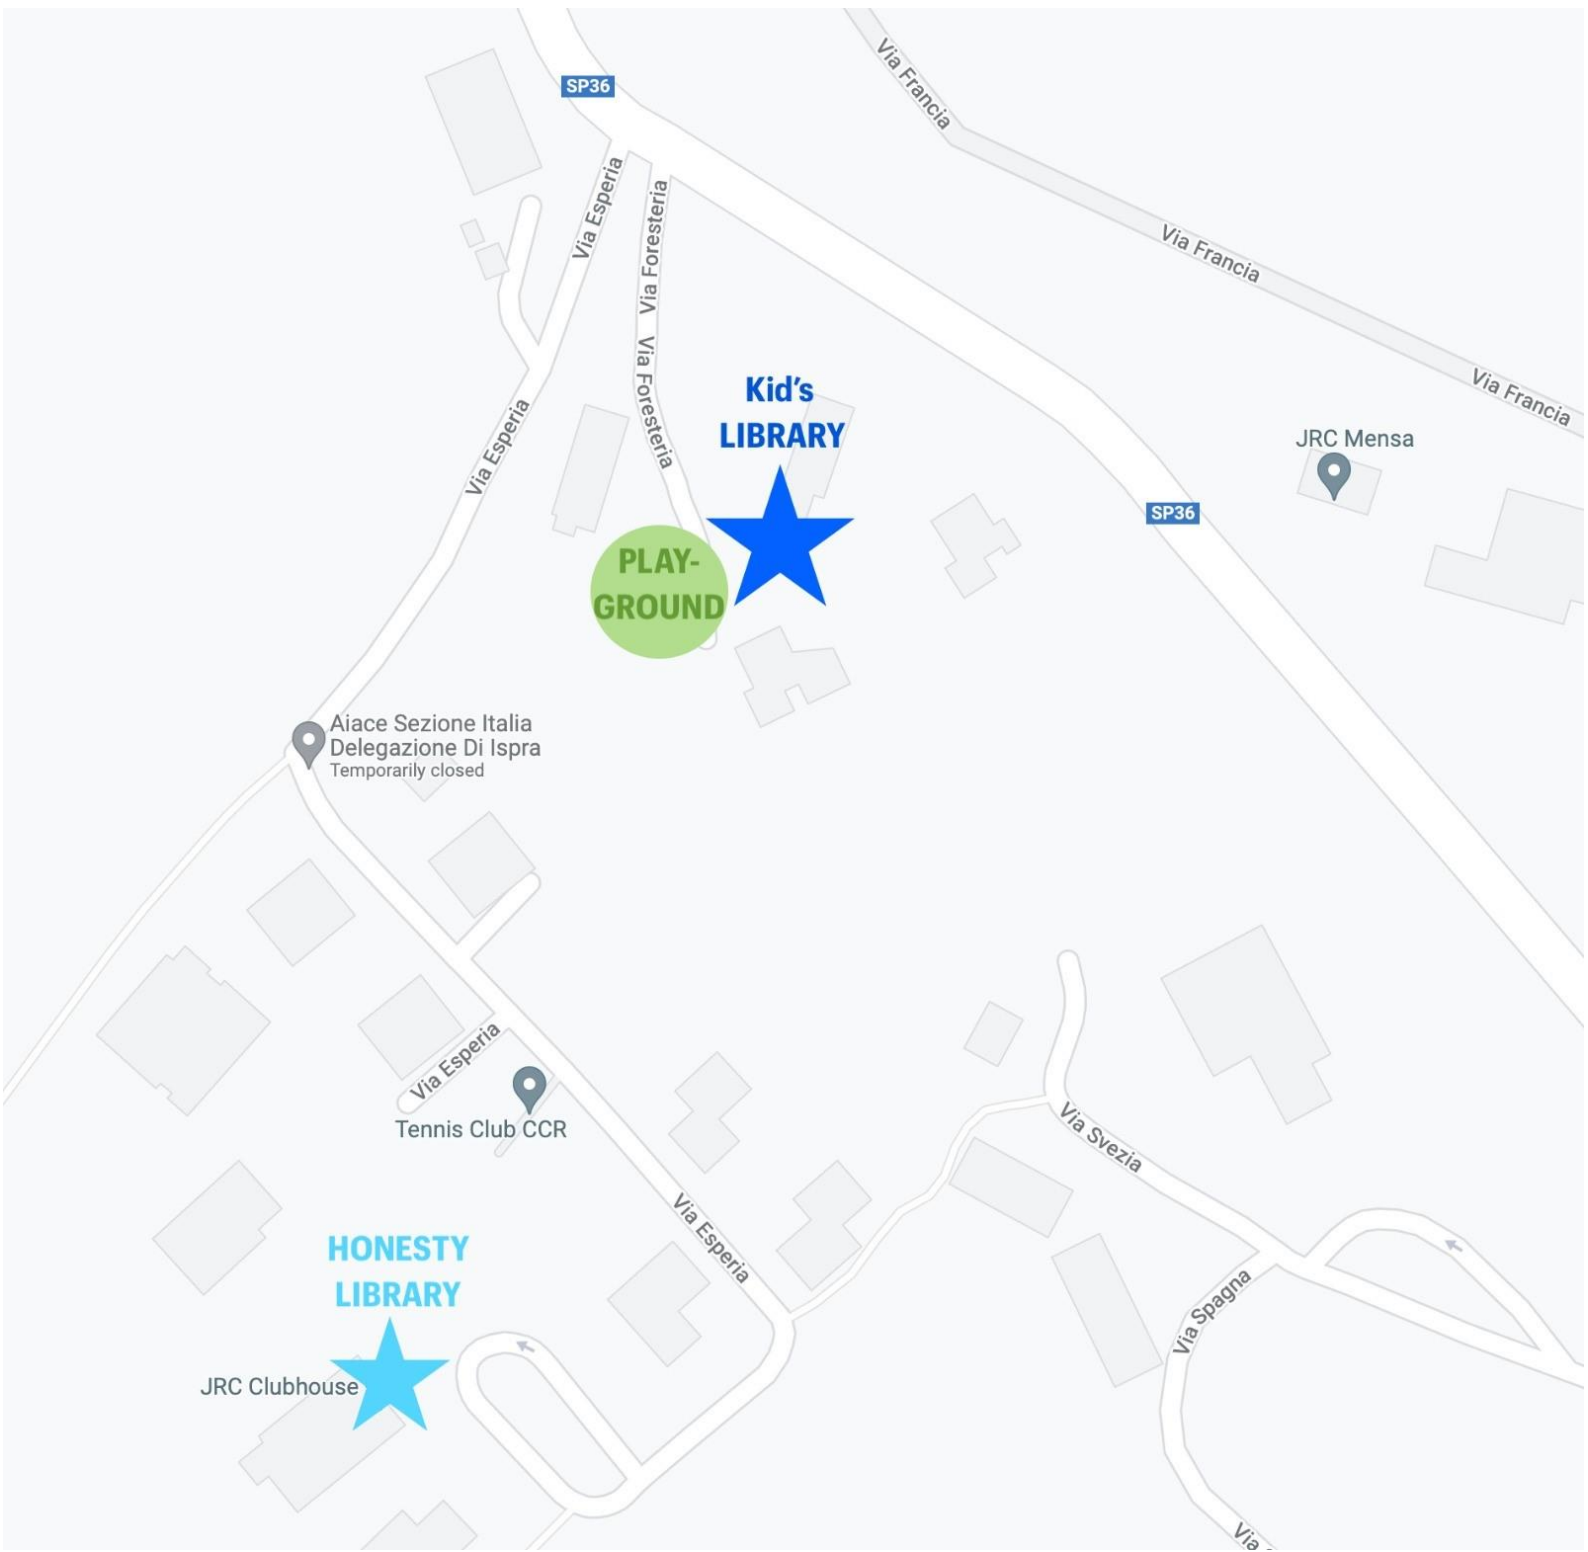 Via Francia
SP36
Via Esperia
Via Foresteria
Via Francia
Via Foresteria
Via Francia
Kid's
LIBRARY
Via Esperia
JRC Mensa
SP36
PLAY-
GROUND
Aiace Sezione Italia
Delegazione Di Ispra
Temporarily closed
Via Esperia
Tennis Club CCR
Via Svezia
Via Esperia
HONESTY
LIBRARY
Via Spagna
JRC Clubhouse
Via